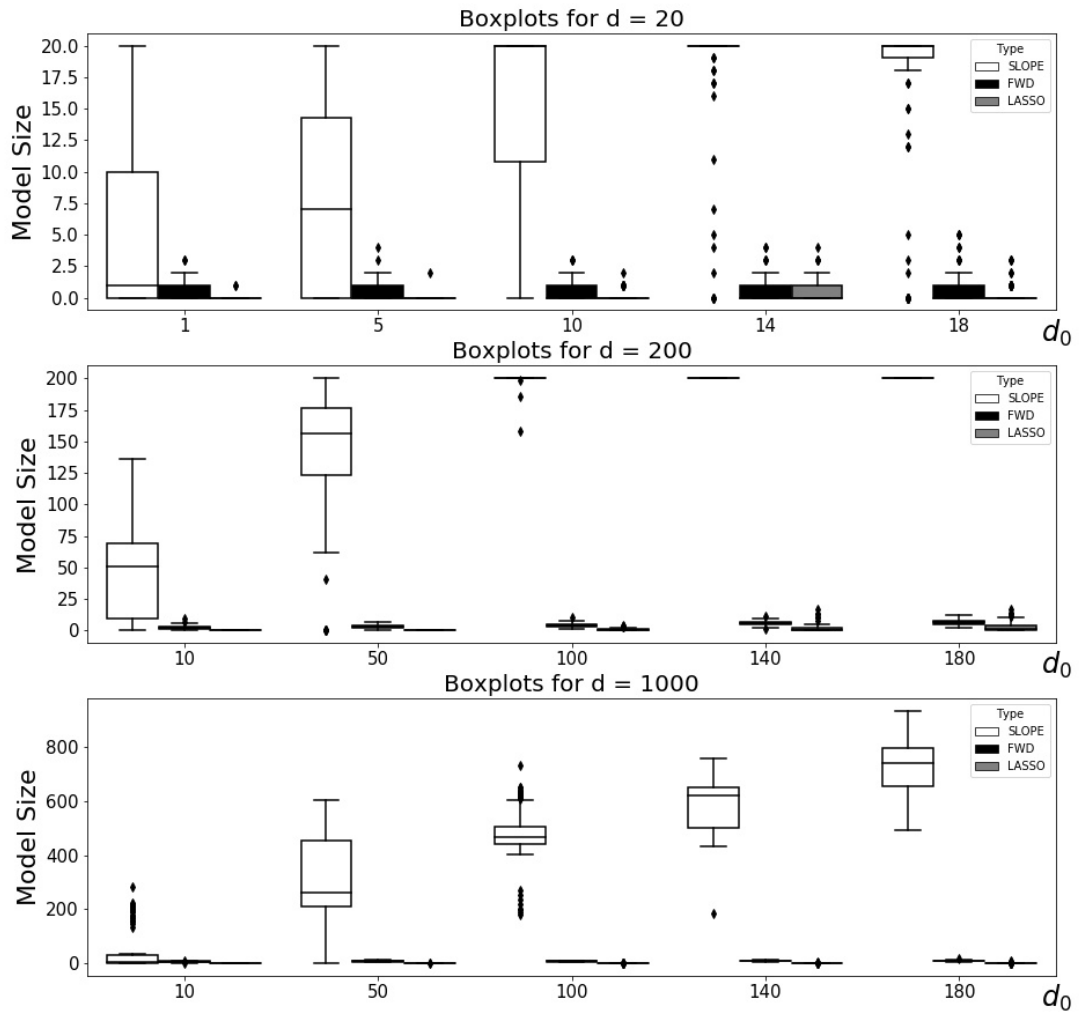 Boxplots for d = 20
Model Size
20.0
17.5
15.0
12.5
10.0
7.5
5.0
2.5
0.0
Type
SLOPE
FWD
LASSO
1 5 10 14 18
d0
Boxplots for d = 200
Model Size
200
175
150
125
100
75
50
25
0
Type
SLOPE
FWD
LASSO
10 50 100 140 180
d0
Boxplots for d = 1000
Model Size
800
600
400
200
0
Type
SLOPE
FWD
LASSO
10 50 100 140 180
d0